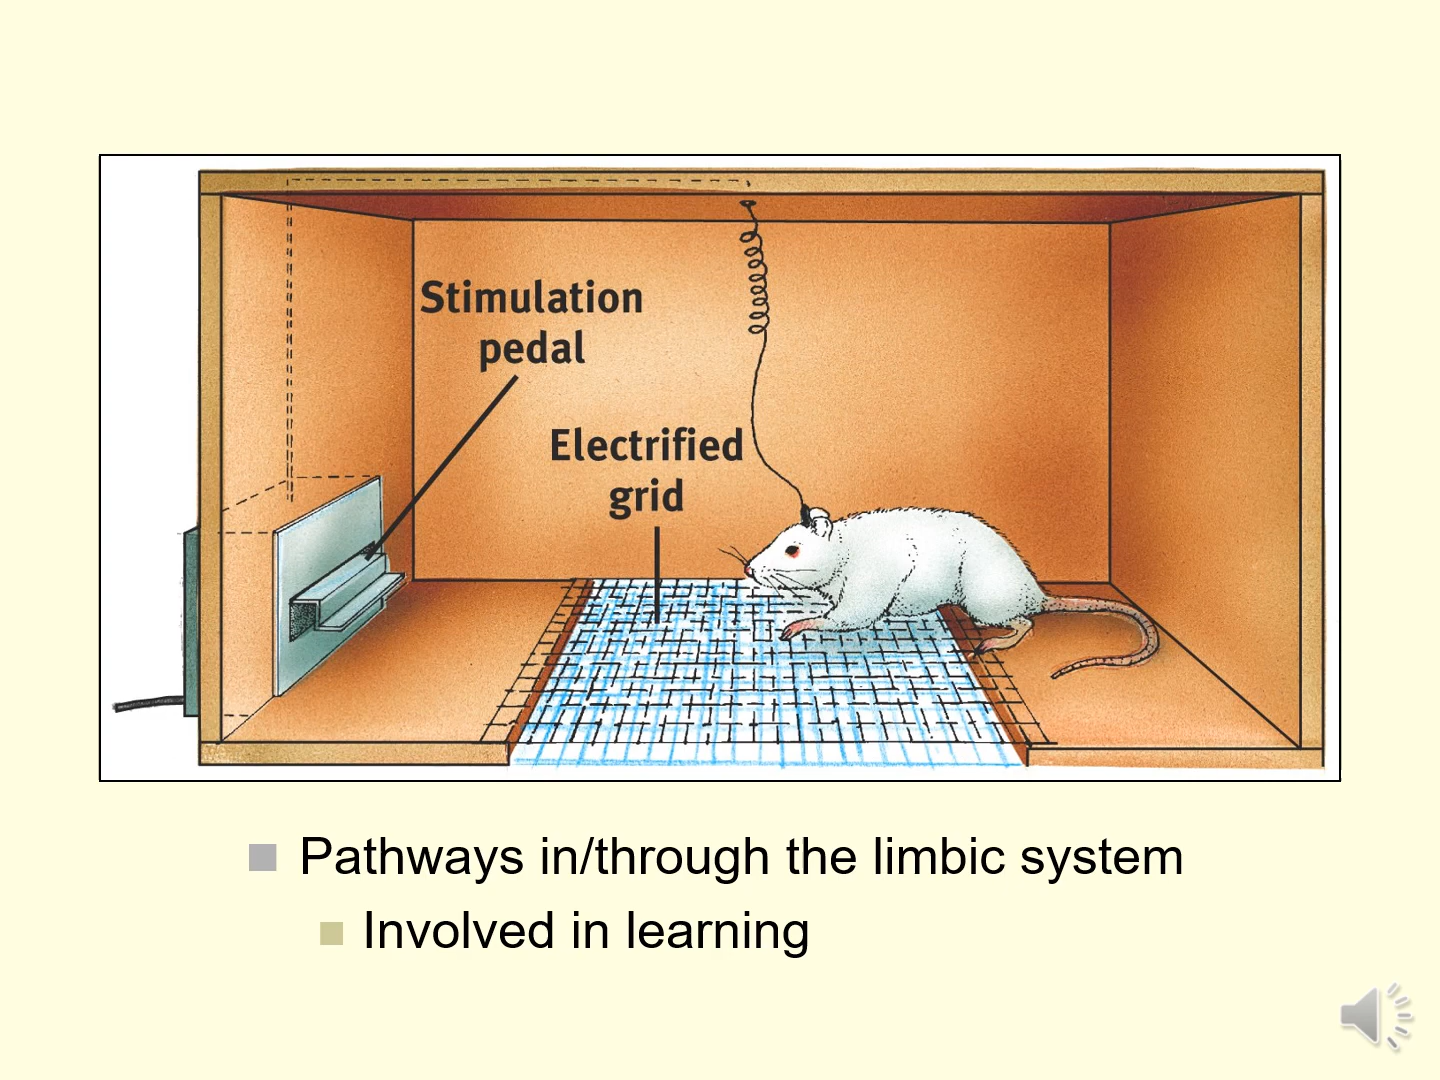 Stimulation
pedal
Electrified
grid
Pathways in/through the limbic system
Involved in learning